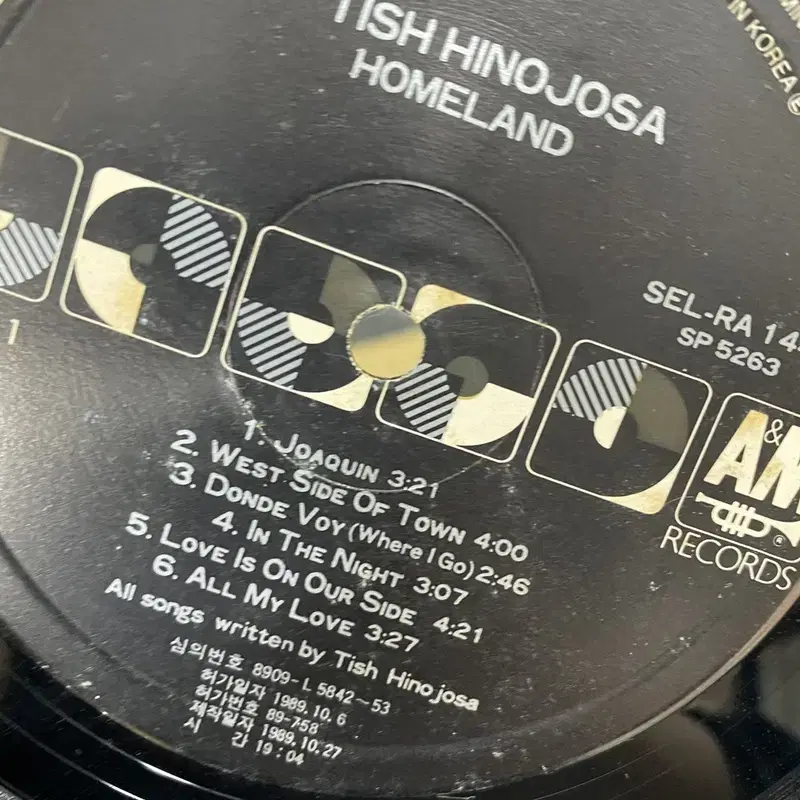 TISH HINOJOSA
HOMELAND
IN KOREA
SEL-RA 14
SP 5263
1
A&M
RECORDS
1. JOAQUIN 3:21
2. WEST SIDE OF TOWN 4:00
3. DONDE VOY (Where I Go) 2:46
4. IN THE NIGHT 3:07
5. LOVE IS ON OUR SIDE 4:21
6. ALL MY LOVE 3:27
All songs written by Tish Hinojosa
심의번호 8909-L 5842~53
허가일자 1989.10.6
허가번호 89-758
제작일자 1989.10.27
시 간 19:04